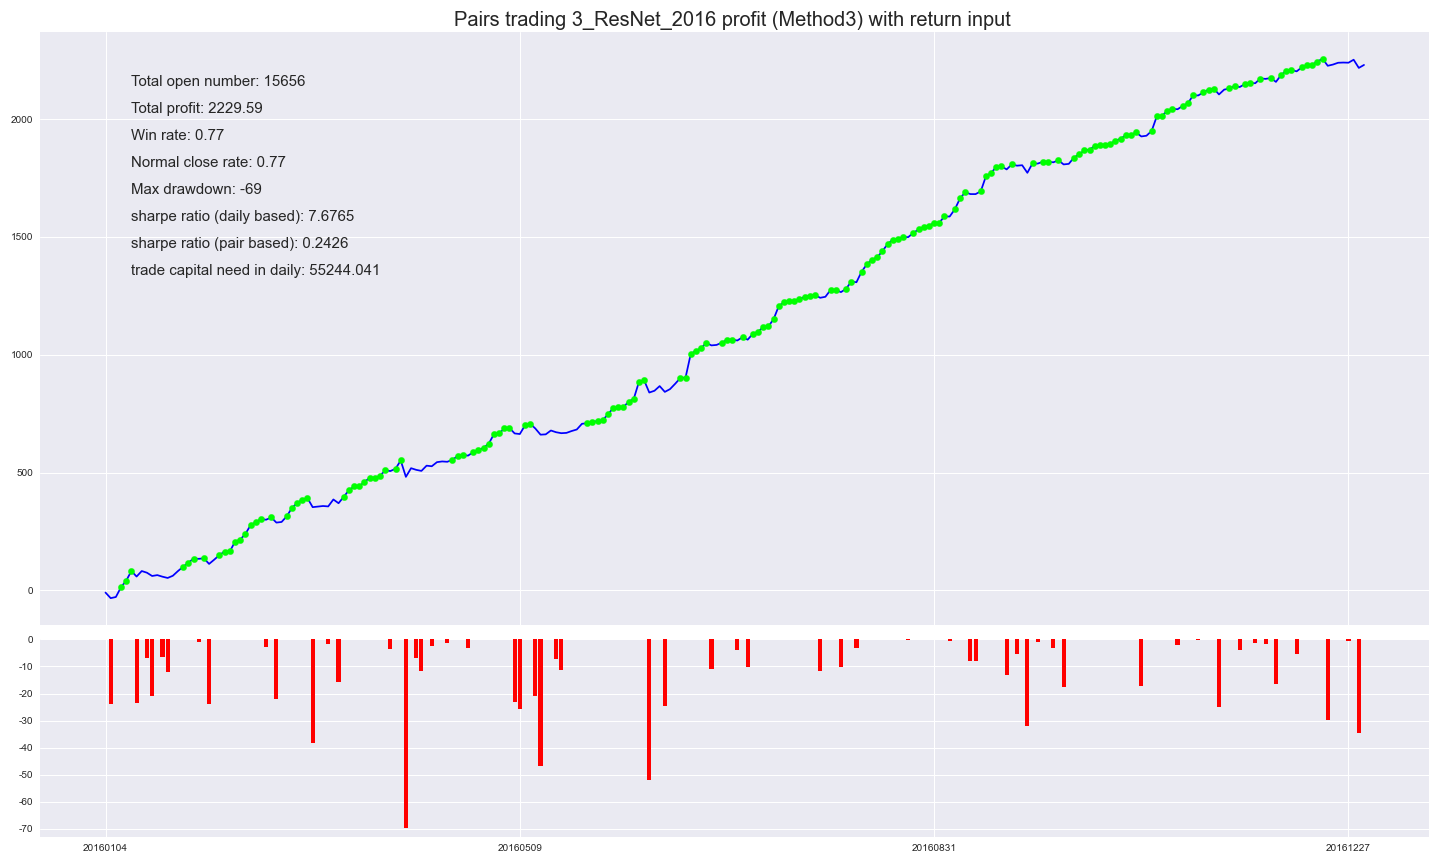 Pairs trading 3_ResNet_2016 profit (Method3) with return input
Total open number: 15656
Total profit: 2229.59
Win rate: 0.77
Normal close rate: 0.77
Max drawdown: -69
sharpe ratio (daily based): 7.6765
sharpe ratio (pair based): 0.2426
trade capital need in daily: 55244.041
2000
1500
1000
500
0
0
-10
-20
-30
-40
-50
-60
-70
20160104
20160509
20160831
20161227